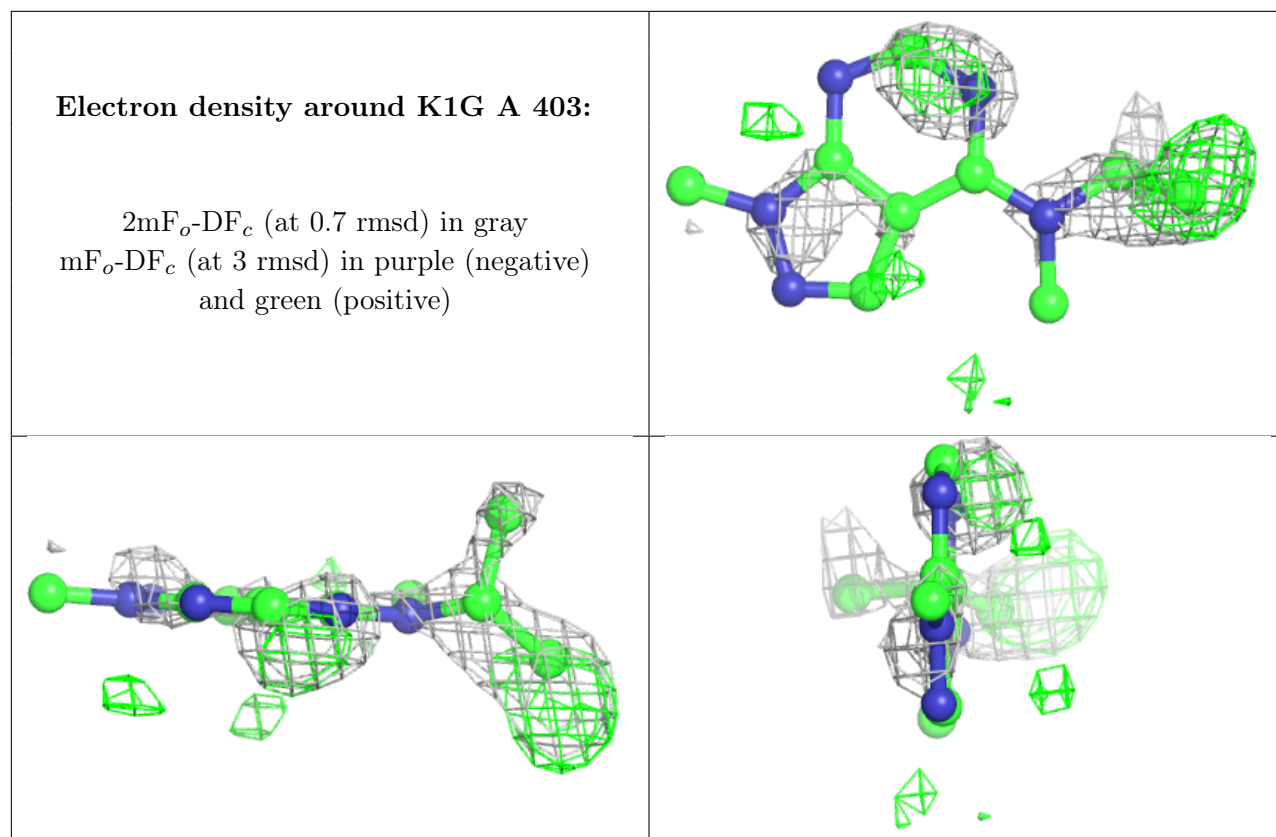 Electron density around K1G A 403:
2mFo-DFc (at 0.7 rmsd) in gray
mFo-DFc (at 3 rmsd) in purple (negative)
and green (positive)